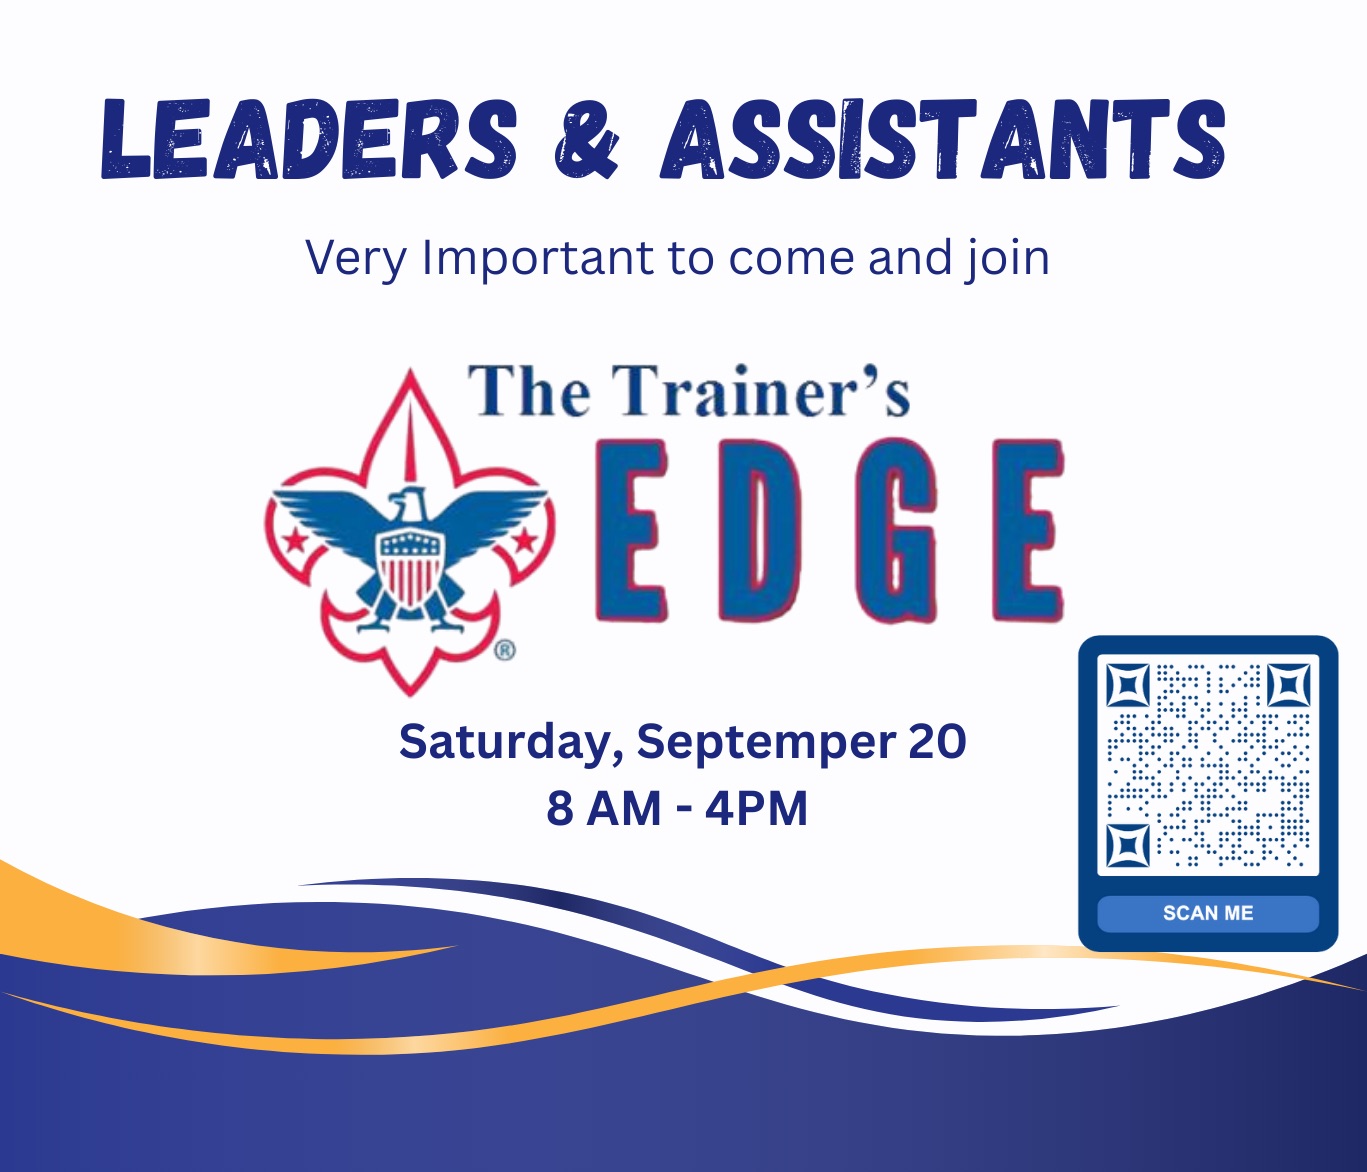 LEADERS & ASSISTANTS
Very Important to come and join
The Trainer's
EDGE
®
Saturday, Septemper 20
8 AM - 4PM
SCAN ME